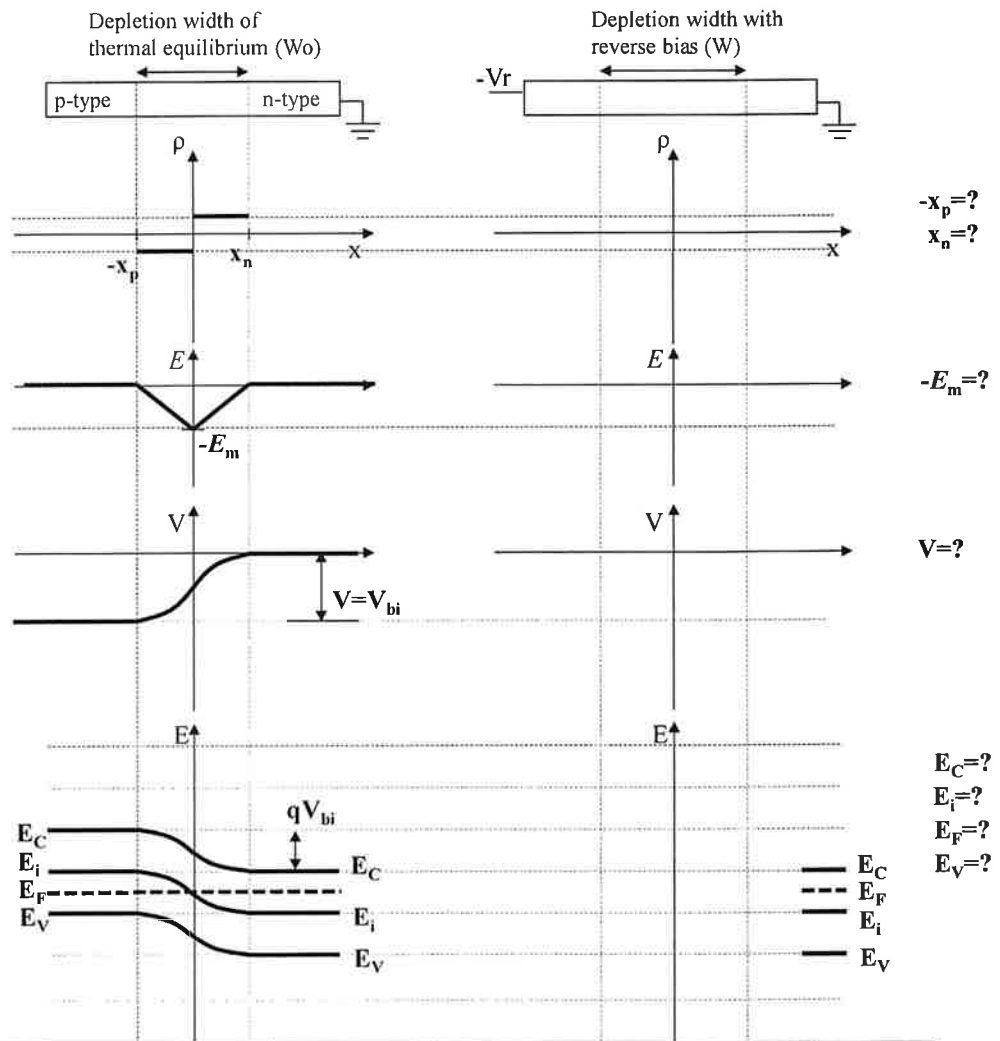 Depletion width of
thermal equilibrium (Wo)
Depletion width with
reverse bias (W)
p-type
n-type
-Vr
ρ
ρ
-xp=?
xn=?
-xp
xn
x
x
E
E
-Em=?
-Em
V
V
V=?
V=Vbi
E
E
EC=?
Ei=?
EF=?
EV=?
qVbi
EC
Ei
EF
EV
EC
Ei
EV
EC
EF
Ei
EV